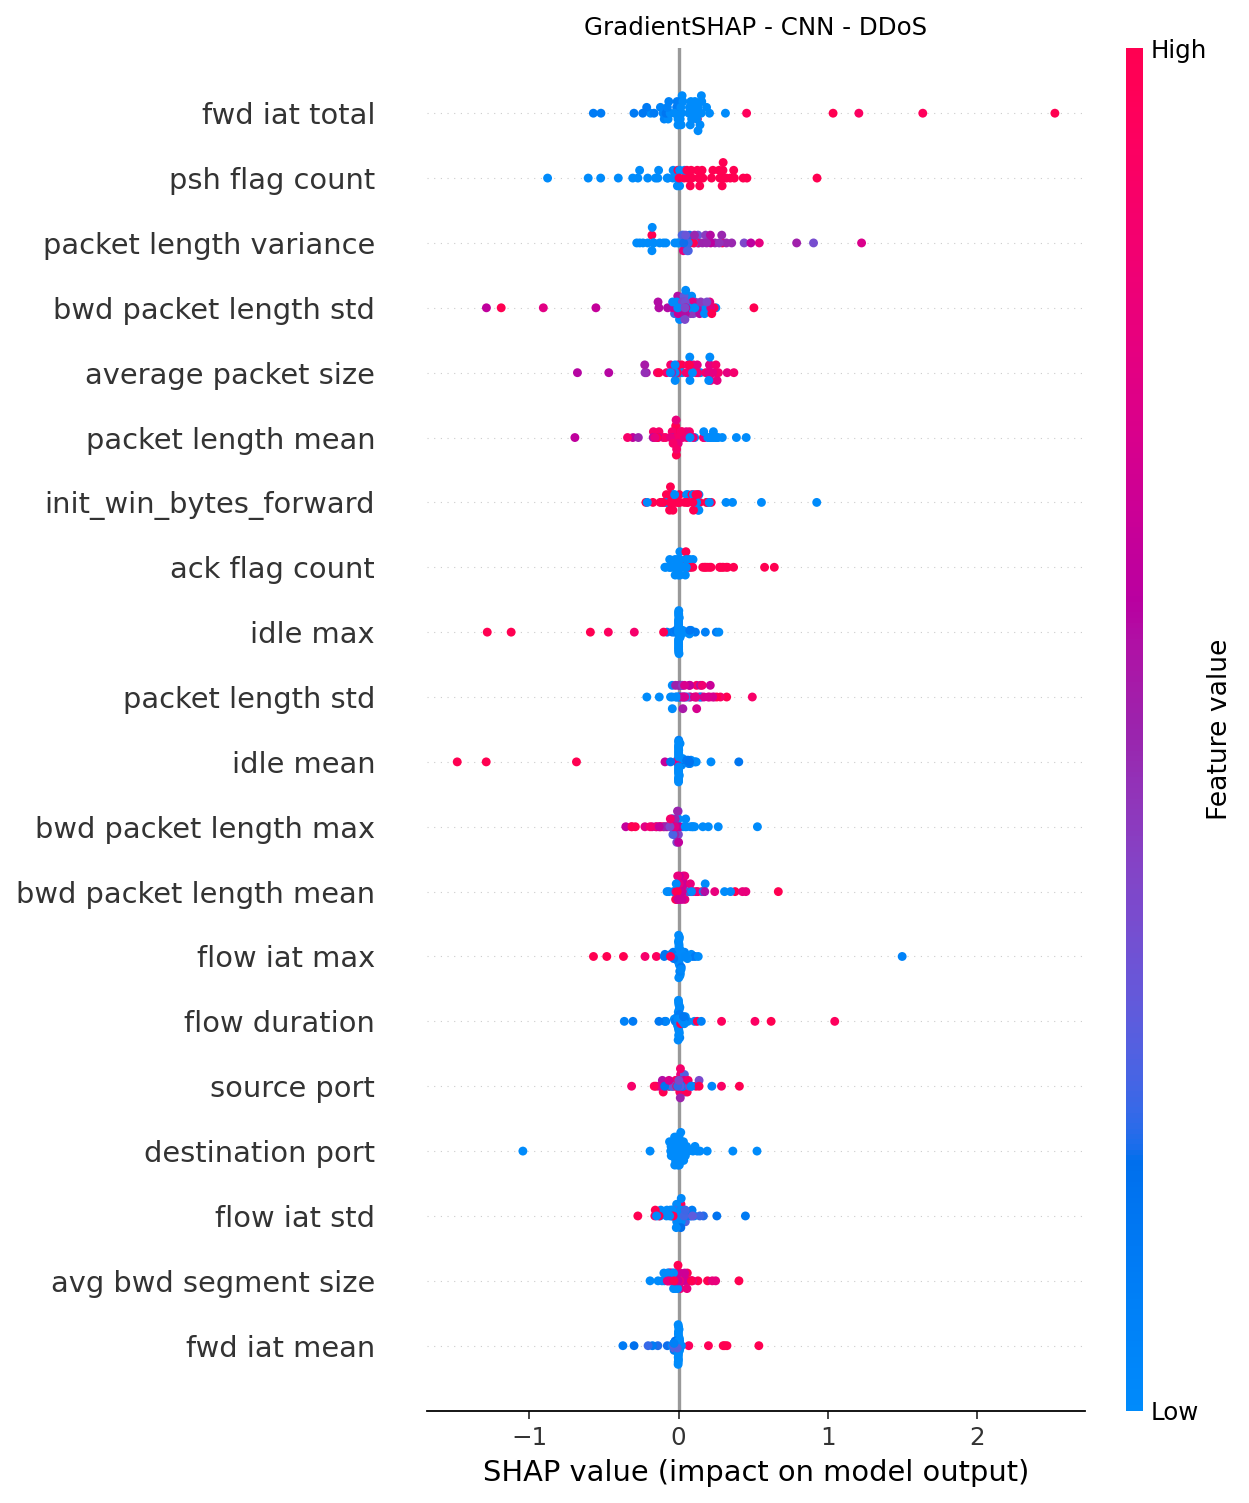 GradientSHAP - CNN - DDoS
High
fwd iat total
psh flag count
packet length variance
bwd packet length std
average packet size
packet length mean
init_win_bytes_forward
ack flag count
idle max
packet length std
idle mean
bwd packet length max
bwd packet length mean
flow iat max
flow duration
source port
destination port
flow iat std
avg bwd segment size
fwd iat mean
Feature value
Low
−1 0 1 2
SHAP value (impact on model output)